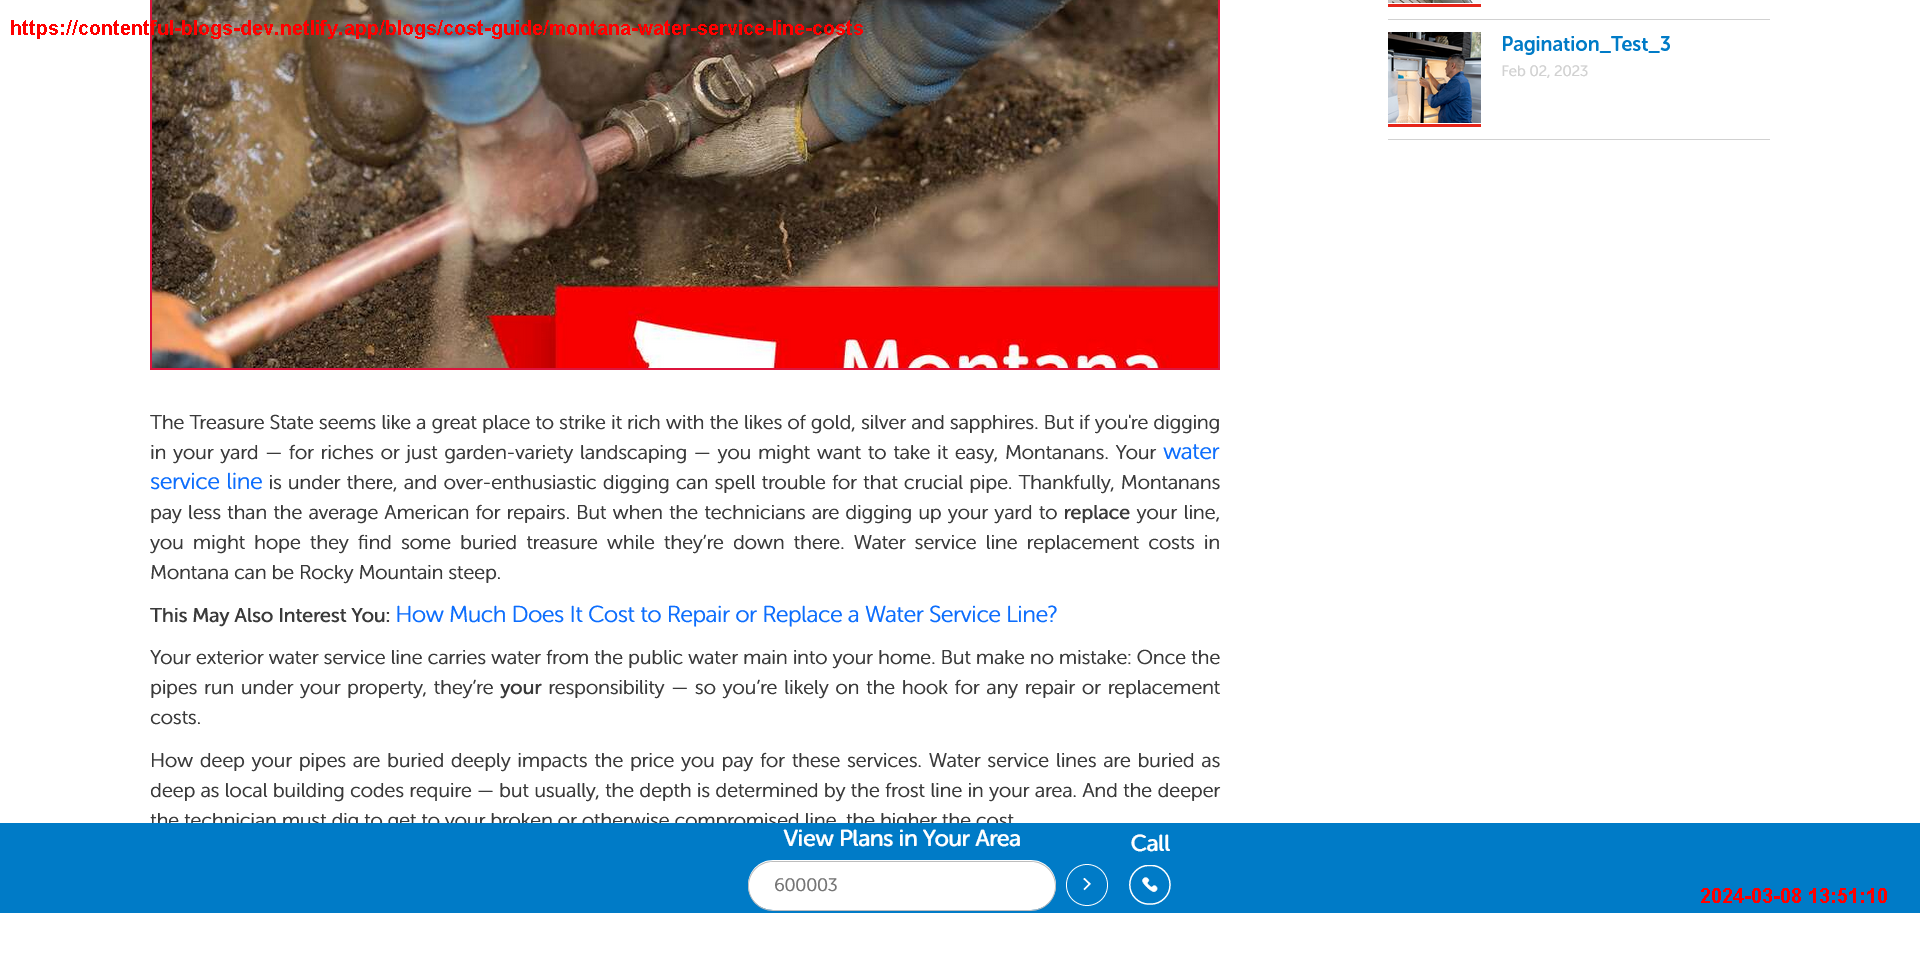 https://contentful-blogs-dev.netlify.app/blogs/cost-guide/montana-water-service-line-costs
Pagination_Test_3
Feb 02, 2023
Montana
The Treasure State seems like a great place to strike it rich with the likes of gold, silver and sapphires. But if you're digging
in your yard — for riches or just garden-variety landscaping — you might want to take it easy, Montanans. Your water
service line is under there, and over-enthusiastic digging can spell trouble for that crucial pipe. Thankfully, Montanans
pay less than the average American for repairs. But when the technicians are digging up your yard to replace your line,
you might hope they find some buried treasure while they’re down there. Water service line replacement costs in
Montana can be Rocky Mountain steep.
This May Also Interest You: How Much Does It Cost to Repair or Replace a Water Service Line?
Your exterior water service line carries water from the public water main into your home. But make no mistake: Once the
pipes run under your property, they’re your responsibility — so you’re likely on the hook for any repair or replacement
costs.
How deep your pipes are buried deeply impacts the price you pay for these services. Water service lines are buried as
deep as local building codes require — but usually, the depth is determined by the frost line in your area. And the deeper
the technician must dig to get to your broken or otherwise compromised line, the higher the cost.
View Plans in Your Area
Call
600003
2024-03-08 13:51:10